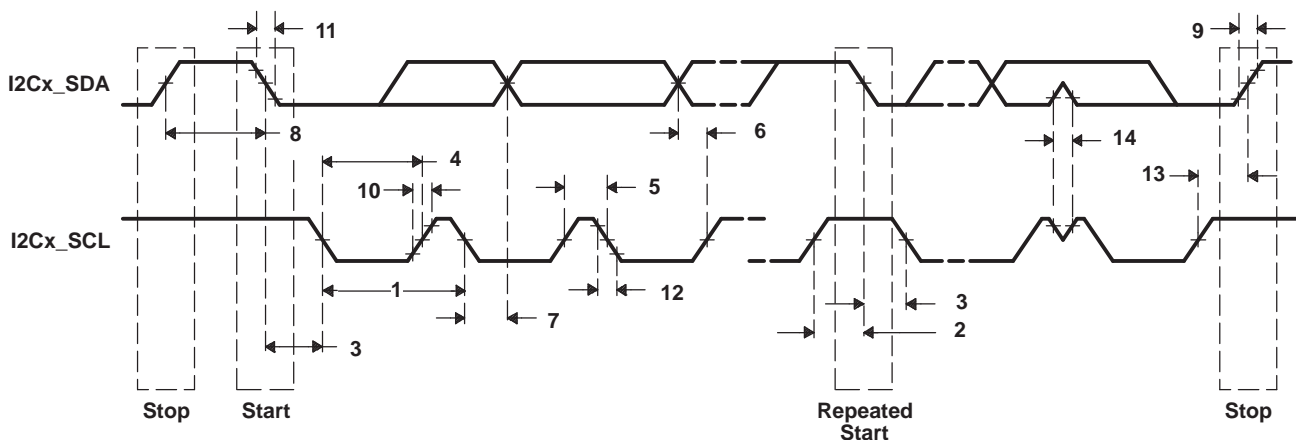 11
9
I2Cx_SDA
8
6
14
4
10
5
13
I2Cx_SCL
1
12
7
3
3
2
Stop
Start
Repeated
Start
Stop